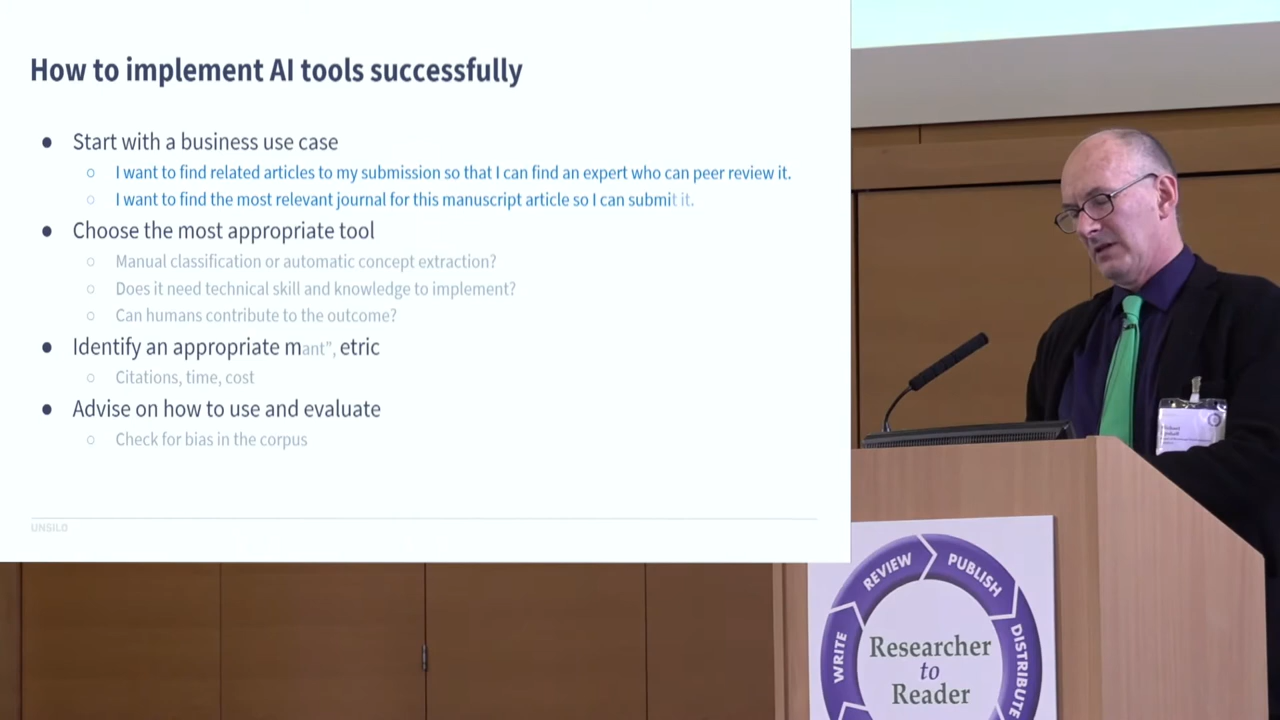 How to implement AI tools successfully
● Start with a business use case
○ I want to find related articles to my submission so that I can find an expert who can peer review it.
○ I want to find the most relevant journal for this manuscript article so I can submit it.
● Choose the most appropriate tool
○ Manual classification or automatic concept extraction?
○ Does it need technical skill and knowledge to implement?
○ Can humans contribute to the outcome?
● Identify an appropriate mant”, etric
○ Citations, time, cost
● Advise on how to use and evaluate
○ Check for bias in the corpus
UNSILO
WRITE
REVIEW
PUBLISH
DISTRIBUTE
Researcher
to
Reader